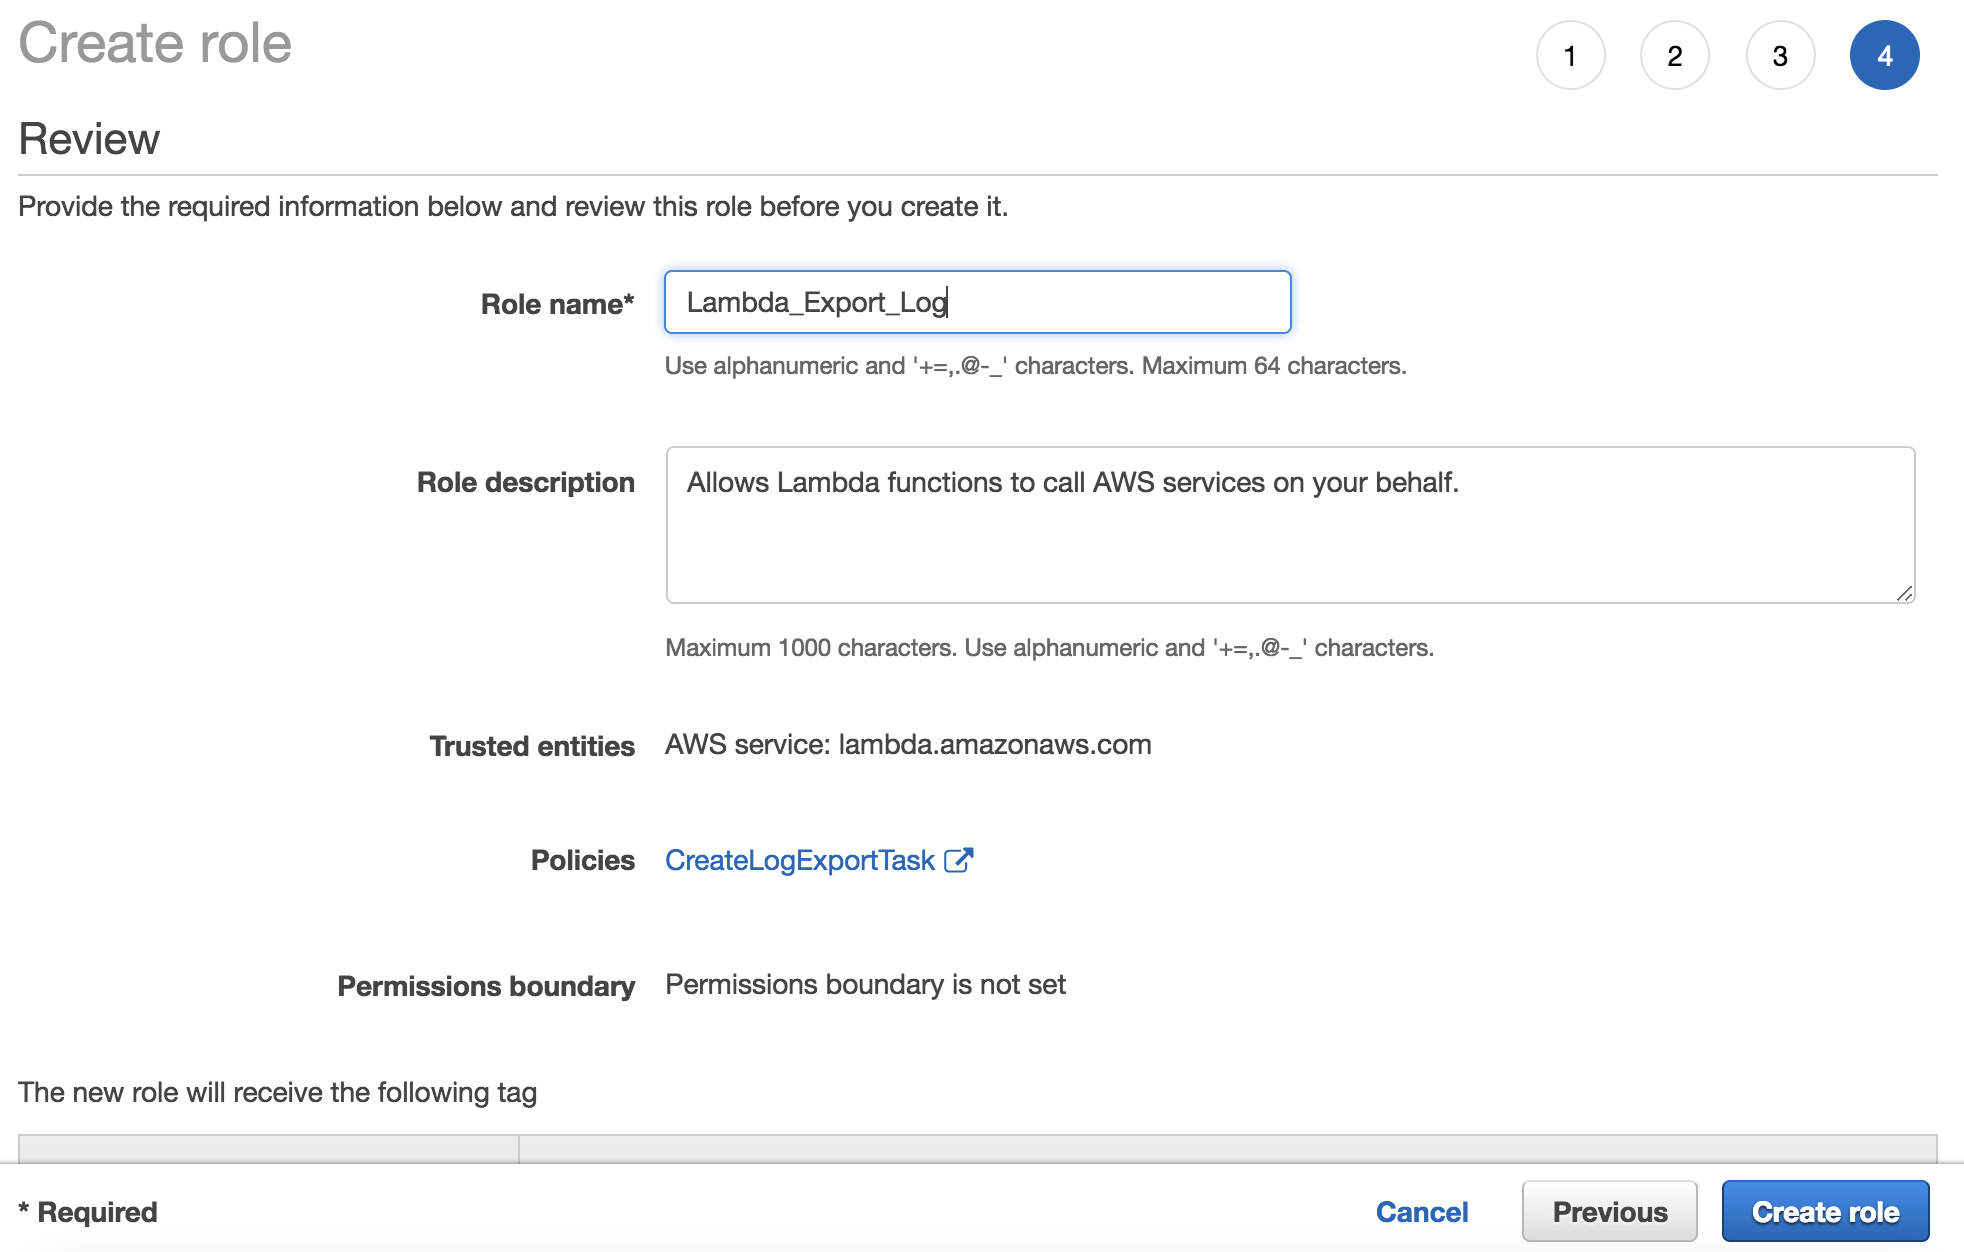 Create role
1 2 3 4
Review
Provide the required information below and review this role before you create it.
Role name* Lambda_Export_Log
Use alphanumeric and '+=,.@-_' characters. Maximum 64 characters.
Role description Allows Lambda functions to call AWS services on your behalf.
Maximum 1000 characters. Use alphanumeric and '+=,.@-_' characters.
Trusted entities AWS service: lambda.amazonaws.com
Policies CreateLogExportTask
Permissions boundary Permissions boundary is not set
The new role will receive the following tag
* Required Cancel Previous Create role